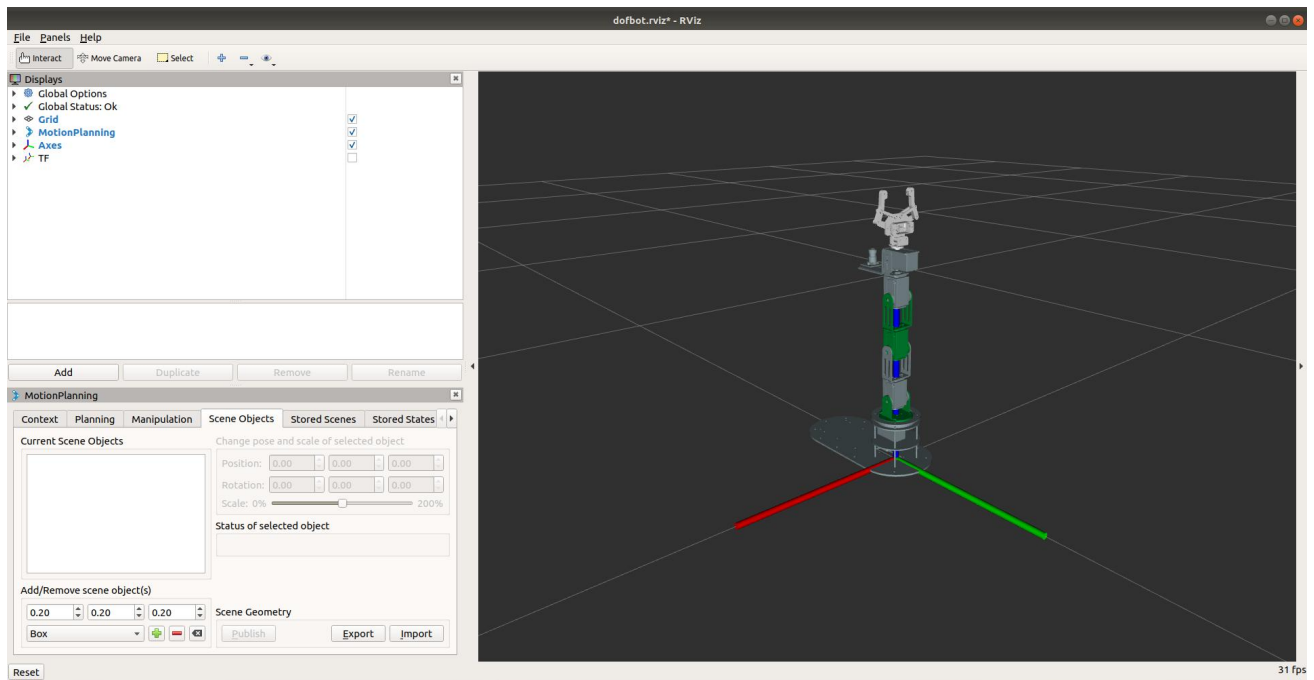 dofbot.rviz* - RViz
File Panels Help
Interact Move Camera Select
Displays
Global Options
Global Status: Ok
Grid
MotionPlanning
Axes
TF
Add Duplicate Remove Rename
MotionPlanning
Context Planning Manipulation Scene Objects Stored Scenes Stored States
Current Scene Objects
Change pose and scale of selected object
Position: 0.00 0.00 0.00
Rotation: 0.00 0.00 0.00
Scale: 0% 200%
Status of selected object
Add/Remove scene object(s)
0.20 0.20 0.20
Box
Scene Geometry
Publish Export Import
Reset
31 fps